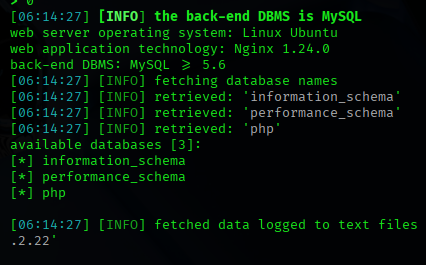 > 0
[06:14:27] [INFO] the back-end DBMS is MySQL
web server operating system: Linux Ubuntu
web application technology: Nginx 1.24.0
back-end DBMS: MySQL ≥ 5.6
[06:14:27] [INFO] fetching database names
[06:14:27] [INFO] retrieved: 'information_schema'
[06:14:27] [INFO] retrieved: 'performance_schema'
[06:14:27] [INFO] retrieved: 'php'
available databases [3]:
[*] information_schema
[*] performance_schema
[*] php
[06:14:27] [INFO] fetched data logged to text files
.2.22'